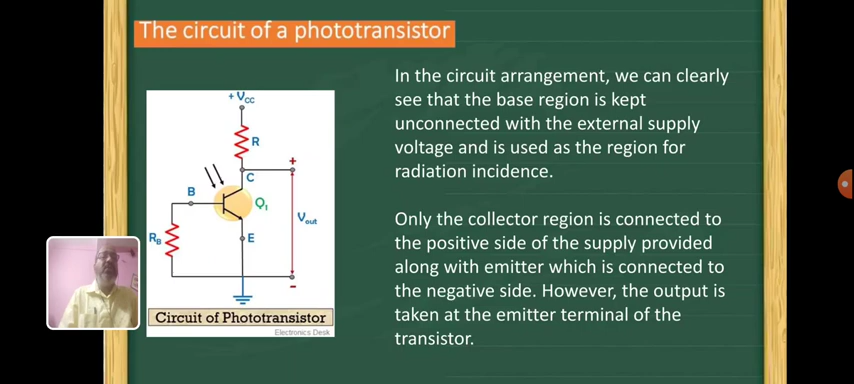 The circuit of a phototransistor
+ VCC
R
+
C
B
Q1
Vout
RB
E
-
Circuit of Phototransistor
Electronics Desk
In the circuit arrangement, we can clearly
see that the base region is kept
unconnected with the external supply
voltage and is used as the region for
radiation incidence.
Only the collector region is connected to
the positive side of the supply provided
along with emitter which is connected to
the negative side. However, the output is
taken at the emitter terminal of the
transistor.